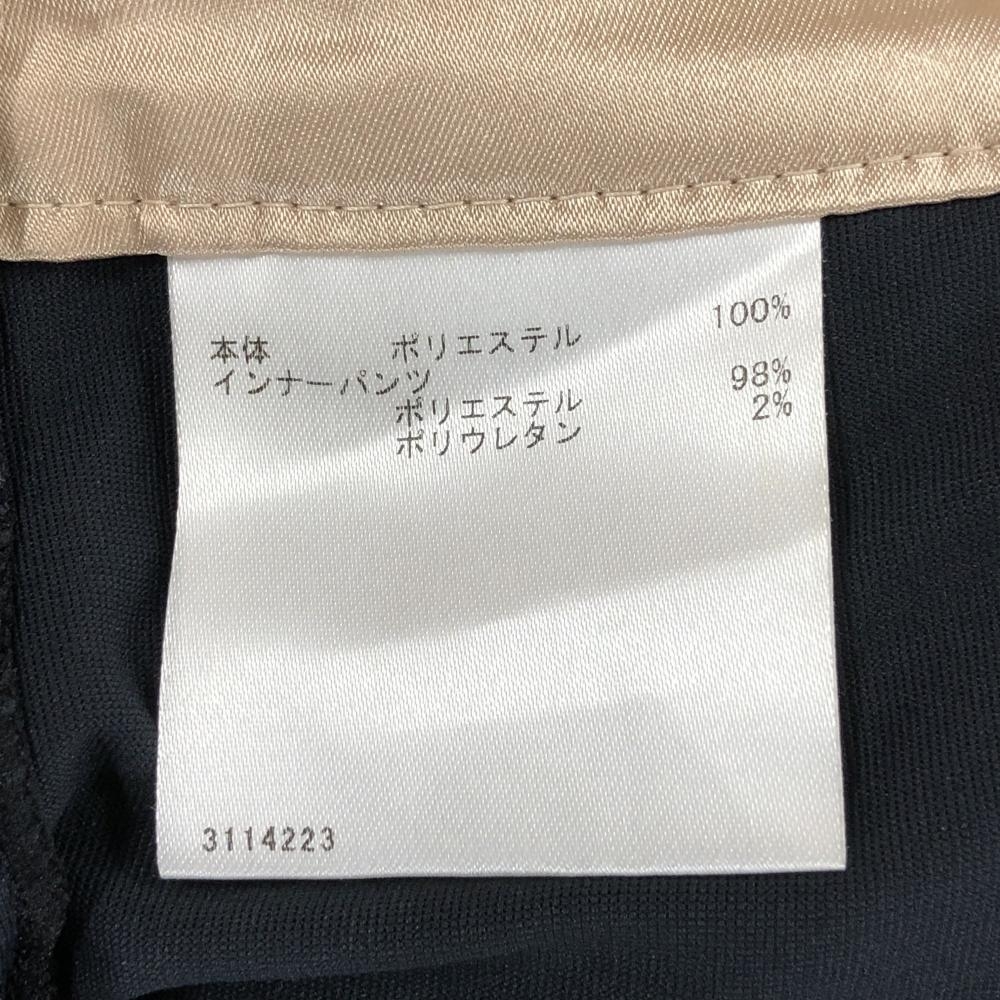 本体 ポリエステル 100%
インナーパンツ
ポリエステル 98%
ポリウレタン 2%
3114223